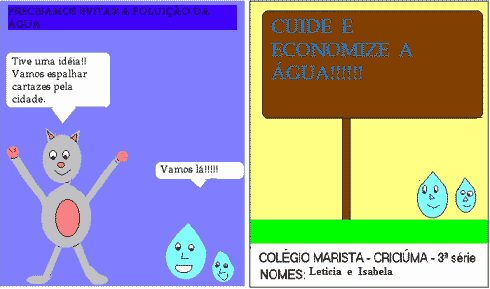 PRECISAMOS EVITAR A POLUIÇÃO DA
ÁGUA
Tive uma idéia!!
Vamos espalhar
cartazes pela
cidade.
Vamos lá!!!!!
CUIDE E
ECONOMIZE A
ÁGUA!!!!!!
COLÉGIO MARISTA - CRICIÚMA - 3ª série
NOMES: Leticia e Isabela